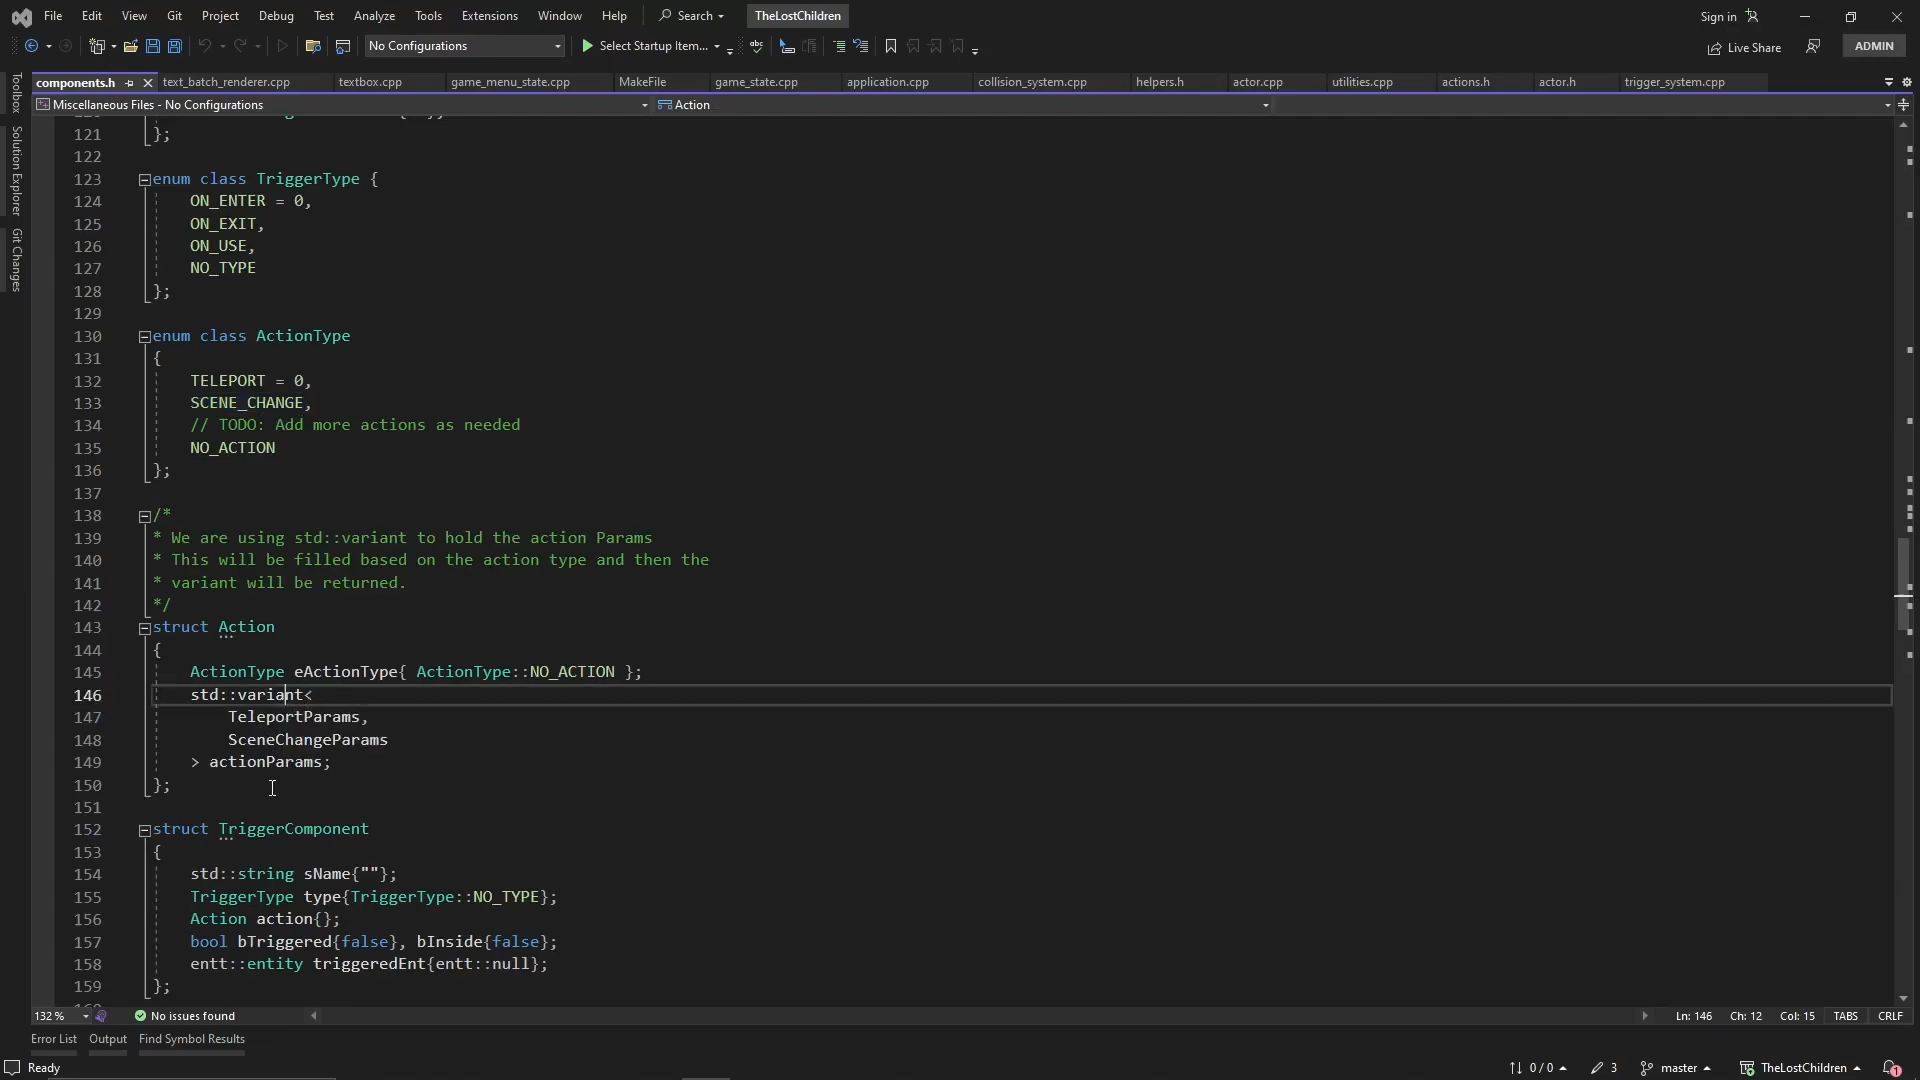 File Edit View Git Project Debug Test Analyze Tools Extensions Window Help Search TheLostChildren Sign in
No Configurations Select Startup Item... Live Share ADMIN
components.h text_batch_renderer.cpp textbox.cpp game_menu_state.cpp MakeFile game_state.cpp application.cpp collision_system.cpp helpers.h actor.cpp utilities.cpp actions.h actor.h trigger_system.cpp
Miscellaneous Files - No Configurations Action
Toolbox
Solution Explorer
Git Changes
121 };
122
123 enum class TriggerType {
124 ON_ENTER = 0,
125 ON_EXIT,
126 ON_USE,
127 NO_TYPE
128 };
129
130 enum class ActionType
131 {
132 TELEPORT = 0,
133 SCENE_CHANGE,
134 // TODO: Add more actions as needed
135 NO_ACTION
136 };
137
138 /*
139 * We are using std::variant to hold the action Params
140 * This will be filled based on the action type and then the
141 * variant will be returned.
142 */
143 struct Action
144 {
145 ActionType eActionType{ ActionType::NO_ACTION };
146 std::variant<
147 TeleportParams,
148 SceneChangeParams
149 > actionParams;
150 };
151
152 struct TriggerComponent
153 {
154 std::string sName{""};
155 TriggerType type{TriggerType::NO_TYPE};
156 Action action{};
157 bool bTriggered{false}, bInside{false};
158 entt::entity triggeredEnt{entt::null};
159 };
132 % No issues found Ln: 146 Ch: 12 Col: 15 TABS CRLF
Error List Output Find Symbol Results
Ready 0 / 0 3 master TheLostChildren 1